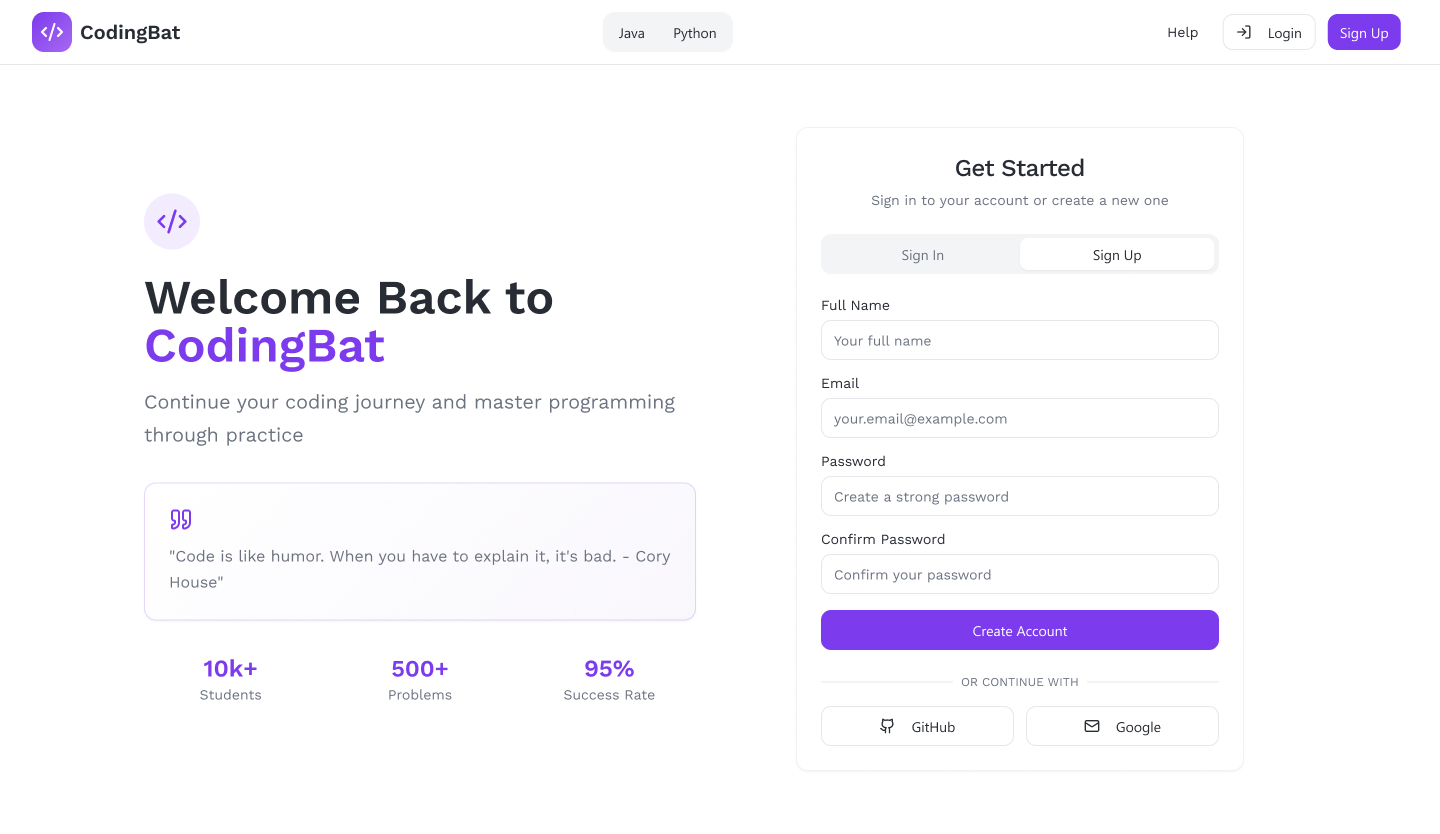 CodingBat
Java
Python
Help
Login
Sign Up
Welcome Back to
CodingBat
Continue your coding journey and master programming
through practice
"Code is like humor. When you have to explain it, it's bad. - Cory
House"
10k+
Students
500+
Problems
95%
Success Rate
Get Started
Sign in to your account or create a new one
Sign In
Sign Up
Full Name
Your full name
Email
your.email@example.com
Password
Create a strong password
Confirm Password
Confirm your password
Create Account
OR CONTINUE WITH
GitHub
Google